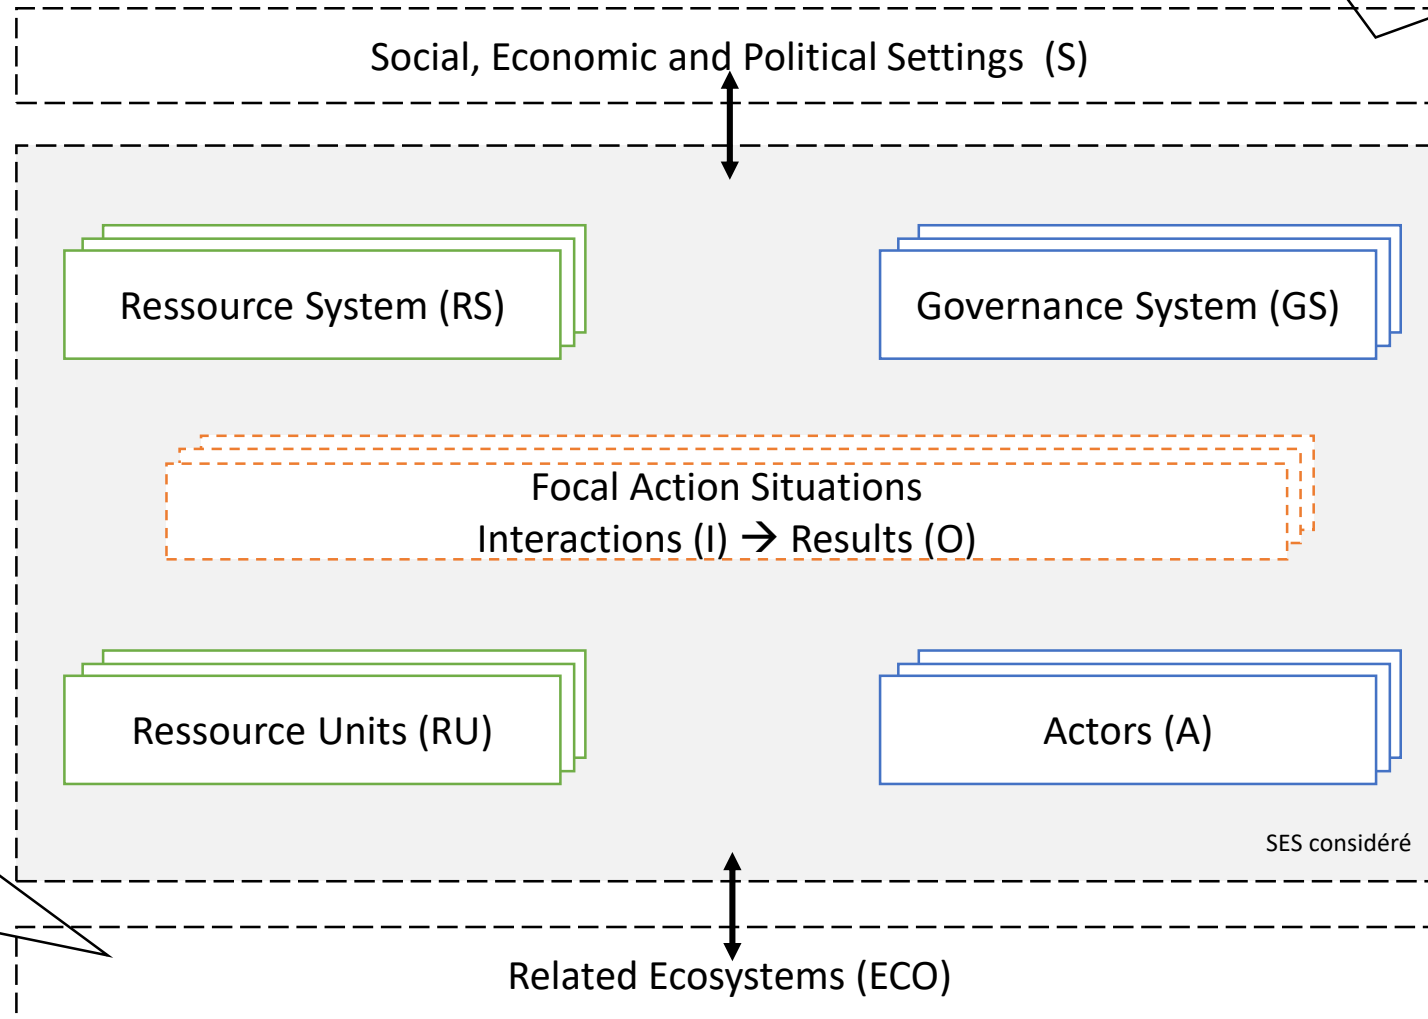 Social, Economic and Political Settings (S)
Ressource System (RS)
Governance System (GS)
Focal Action Situations
Interactions (I) → Results (O)
Ressource Units (RU)
Actors (A)
SES considéré
Related Ecosystems (ECO)